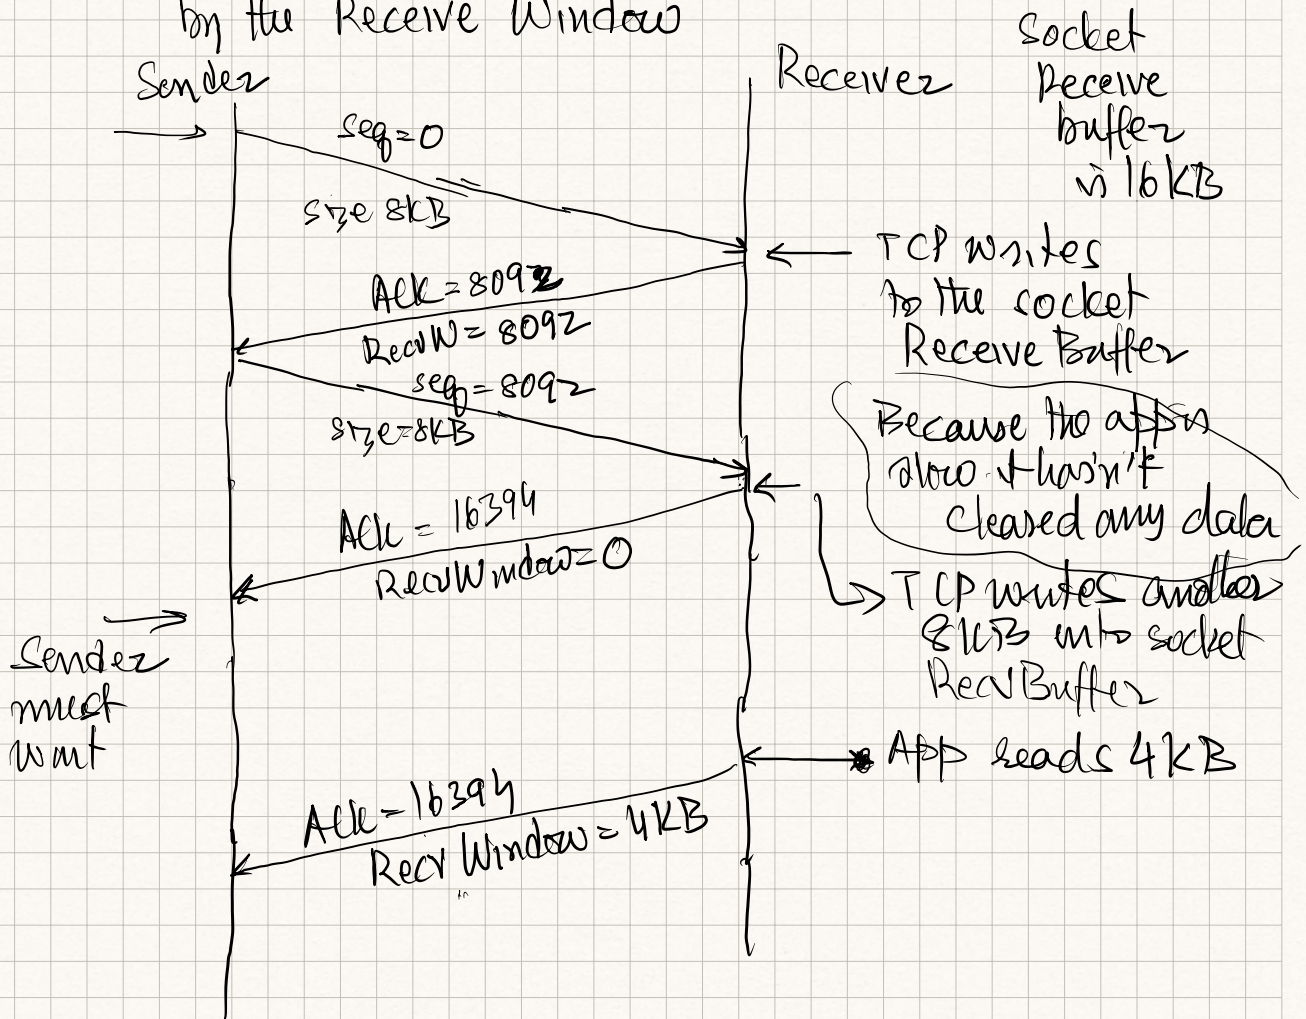 by the Receive Window
Sender
Receiver
Socket
Receive
buffer
is 16KB
seq=0
size 8KB
TCP writes
to the socket
Receive Buffer
Ack=8092
RecvW=8092
seq=8092
size=8KB
Because the app is
slow it hasn't
cleared any data
Ack = 16394
RecvWindow=0
TCP writes another
8KB into socket
RecvBuffer
Sender
must
wait
App reads 4KB
Ack=16394
Recv Window=4KB